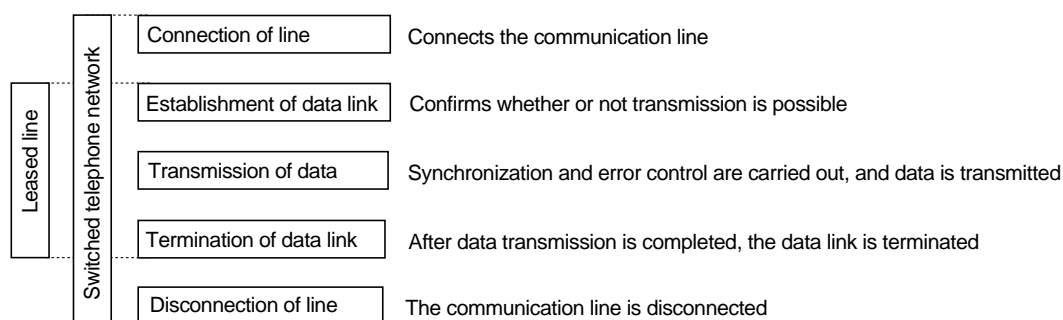 Leased line
Switched telephone network
Connection of line
Connects the communication line
Establishment of data link
Confirms whether or not transmission is possible
Transmission of data
Synchronization and error control are carried out, and data is transmitted
Termination of data link
After data transmission is completed, the data link is terminated
Disconnection of line
The communication line is disconnected